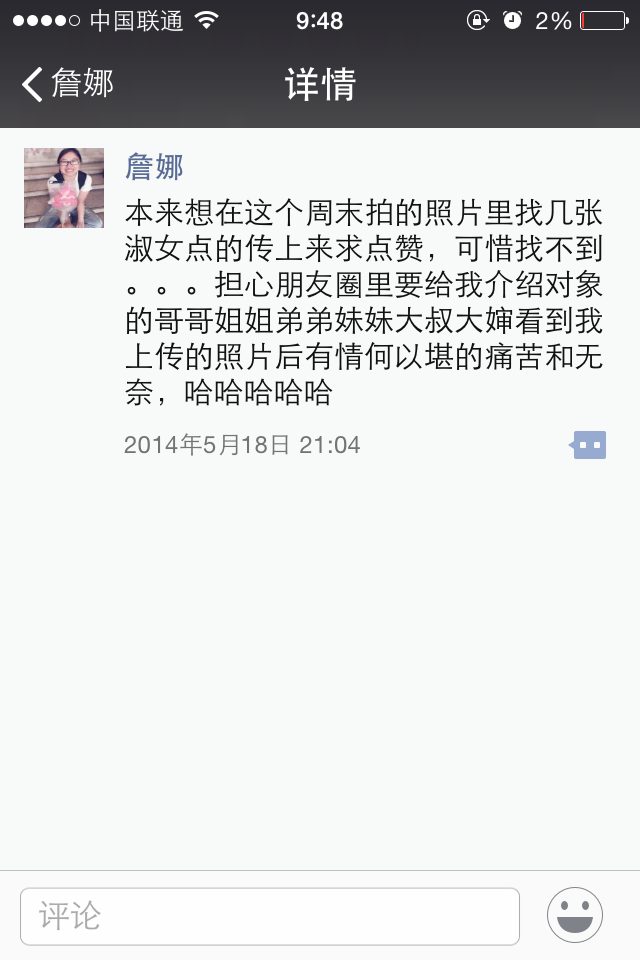 中国联通 9:48 2%
詹娜 详情
詹娜
本来想在这个周末拍的照片里找几张
淑女点的传上来求点赞，可惜找不到
。。。担心朋友圈里要给我介绍对象
的哥哥姐姐弟弟妹妹大叔大婶看到我
上传的照片后有情何以堪的痛苦和无
奈，哈哈哈哈哈
2014年5月18日 21:04
评论